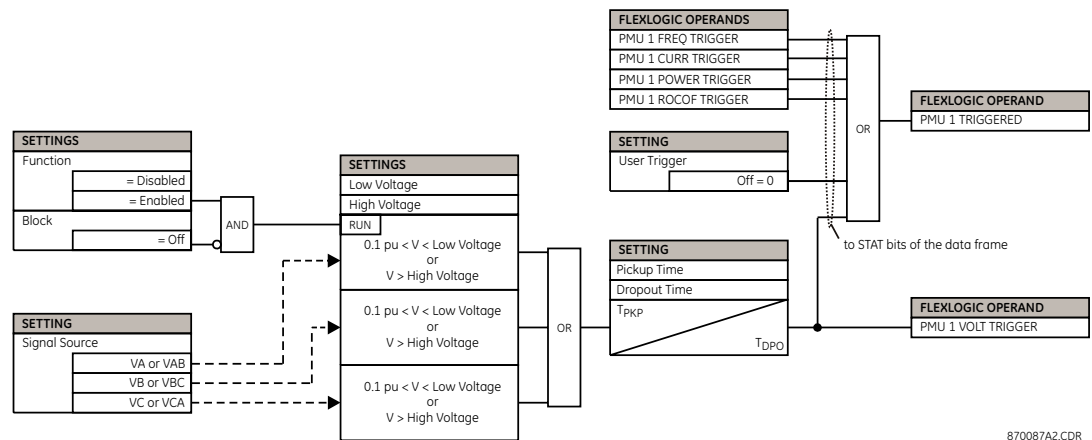 FLEXLOGIC OPERANDS
PMU 1 FREQ TRIGGER
PMU 1 CURR TRIGGER
PMU 1 POWER TRIGGER
PMU 1 ROCOF TRIGGER
OR
FLEXLOGIC OPERAND
PMU 1 TRIGGERED
SETTING
User Trigger
Off = 0
to STAT bits of the data frame
SETTINGS
Function
= Disabled
= Enabled
Block
= Off
AND
SETTINGS
Low Voltage
High Voltage
RUN
0.1 pu < V < Low Voltage
or
V > High Voltage
0.1 pu < V < Low Voltage
or
V > High Voltage
0.1 pu < V < Low Voltage
or
V > High Voltage
OR
SETTING
Pickup Time
Dropout Time
TPKP
TDPO
FLEXLOGIC OPERAND
PMU 1 VOLT TRIGGER
SETTING
Signal Source
VA or VAB
VB or VBC
VC or VCA
870087A2.CDR